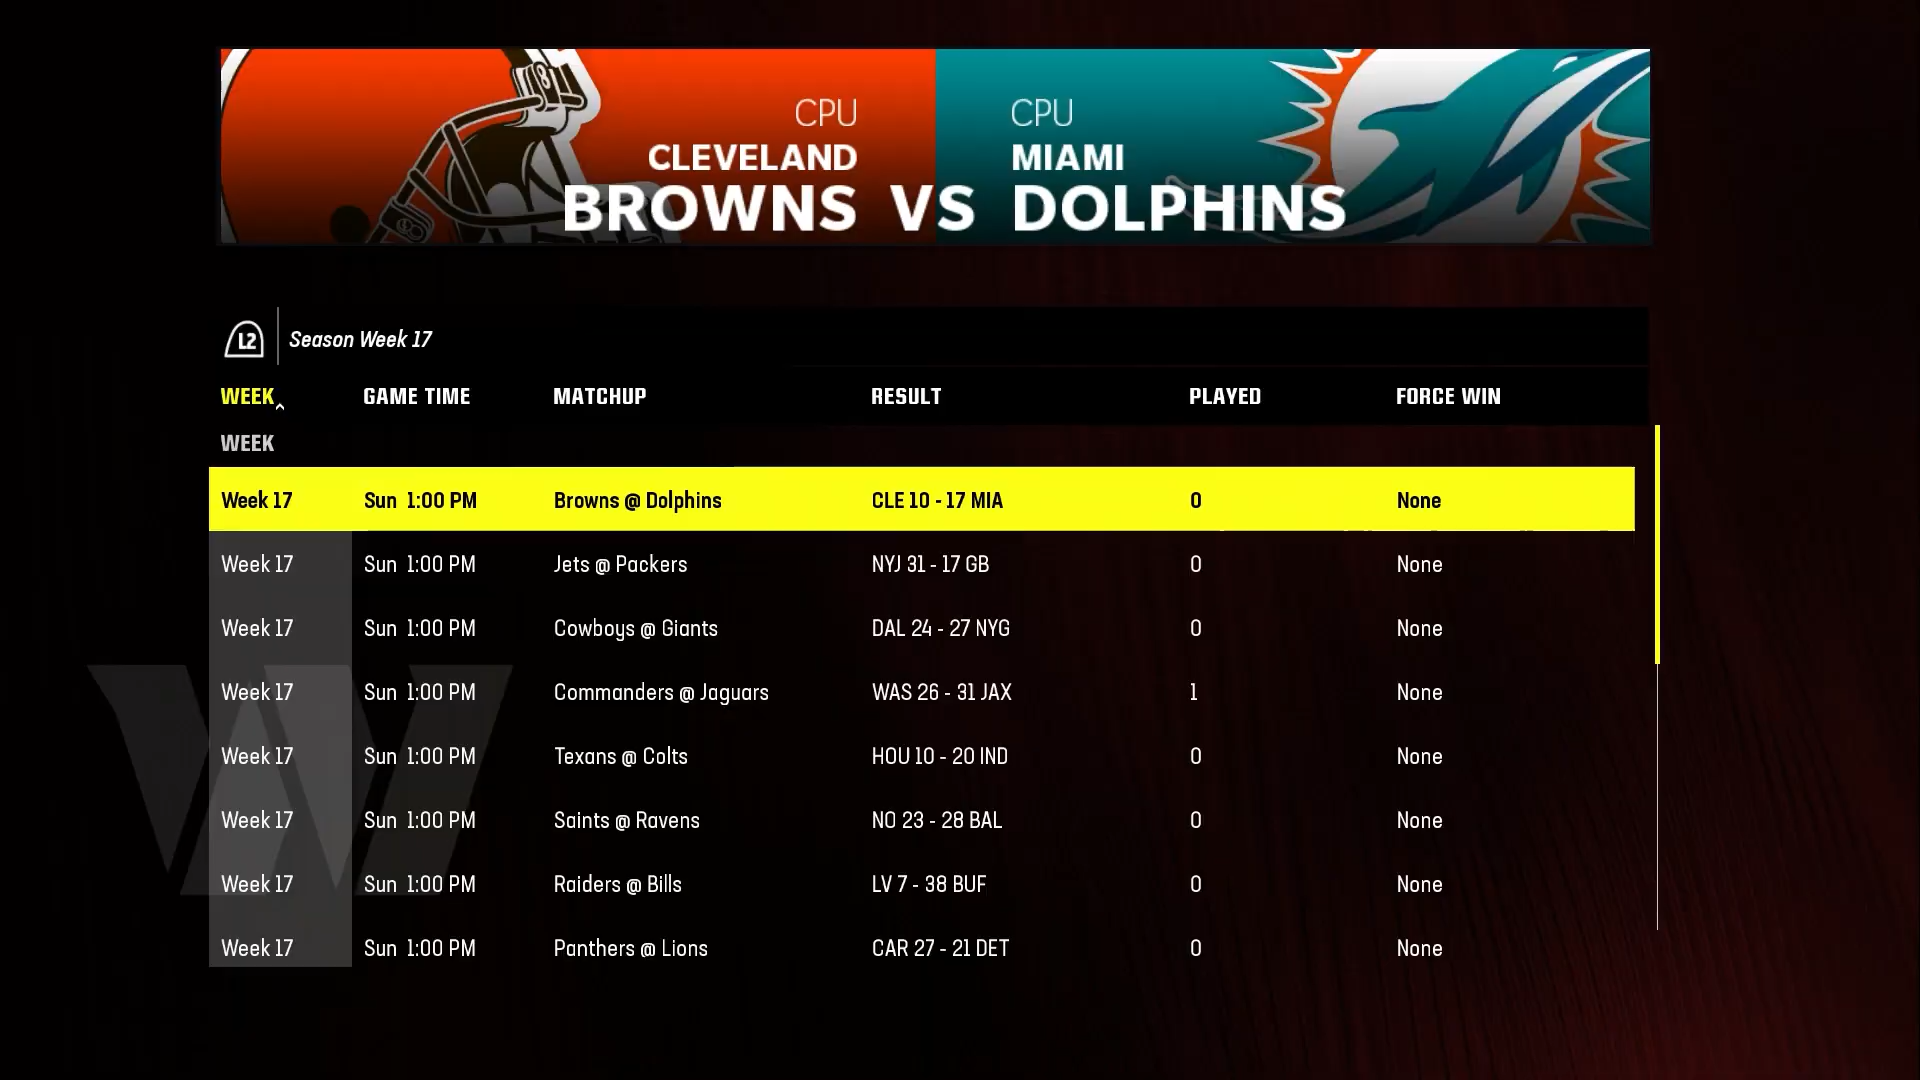 CPU
CLEVELAND
BROWNS VS
CPU
MIAMI
DOLPHINS
L2 Season Week 17
WEEK GAME TIME MATCHUP RESULT PLAYED FORCE WIN
WEEK
Week 17 Sun 1:00 PM Browns @ Dolphins CLE 10 - 17 MIA 0 None
Week 17 Sun 1:00 PM Jets @ Packers NYJ 31 - 17 GB 0 None
Week 17 Sun 1:00 PM Cowboys @ Giants DAL 24 - 27 NYG 0 None
Week 17 Sun 1:00 PM Commanders @ Jaguars WAS 26 - 31 JAX 1 None
Week 17 Sun 1:00 PM Texans @ Colts HOU 10 - 20 IND 0 None
Week 17 Sun 1:00 PM Saints @ Ravens NO 23 - 28 BAL 0 None
Week 17 Sun 1:00 PM Raiders @ Bills LV 7 - 38 BUF 0 None
Week 17 Sun 1:00 PM Panthers @ Lions CAR 27 - 21 DET 0 None